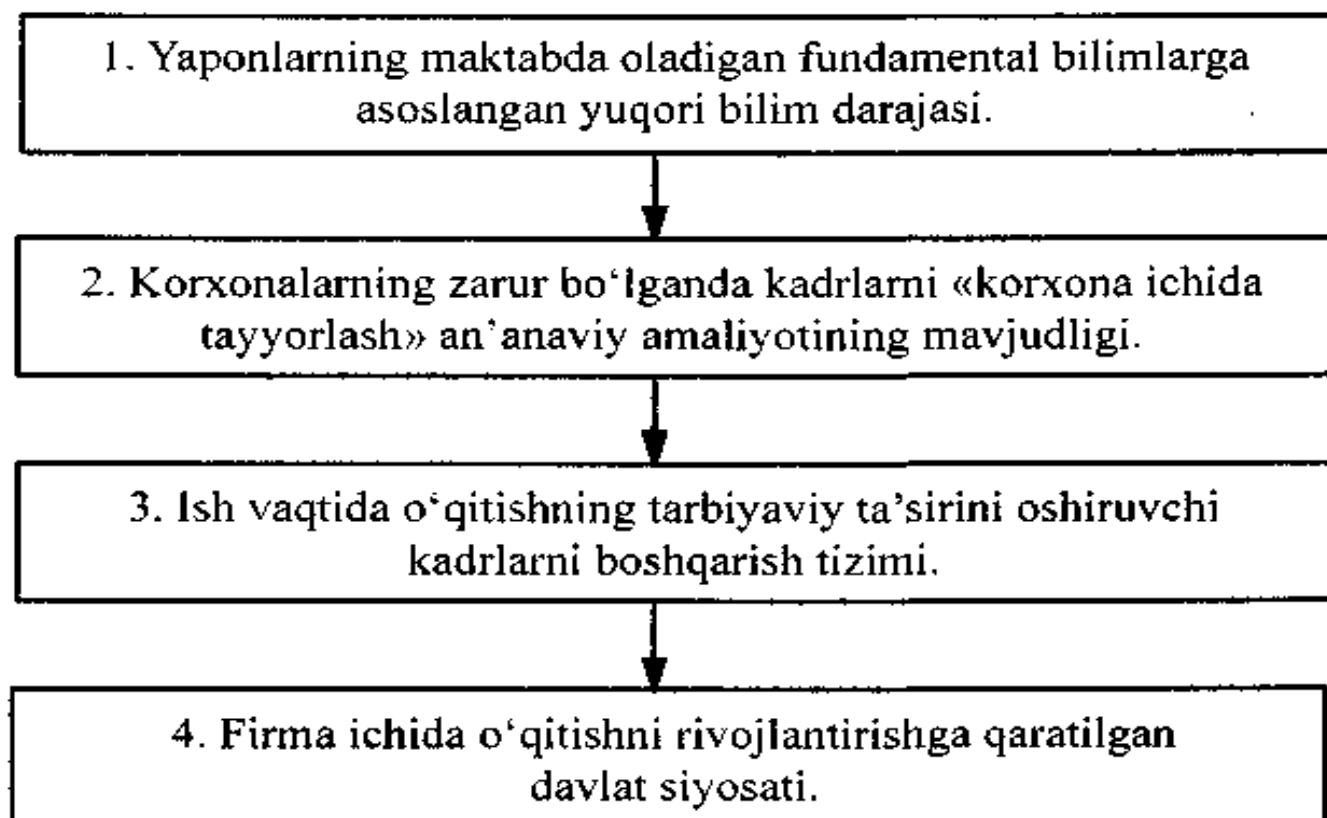 1. Yaponlarning maktabda oladigan fundamental bilimlarga
asoslangan yuqori bilim darajasi.
2. Korxonalarning zarur bo‘lganda kadrlarni «korxona ichida
tayyorlash» an’anaviy amaliyotining mavjudligi.
3. Ish vaqtida o‘qitishning tarbiyaviy ta’sirini oshiruvchi
kadrlarni boshqarish tizimi.
4. Firma ichida o‘qitishni rivojlantirishga qaratilgan
davlat siyosati.